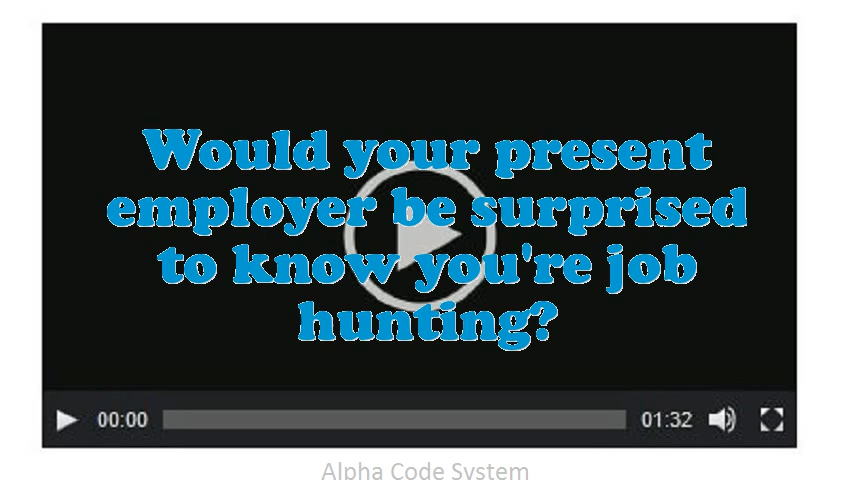 Would your present
employer be surprised
to know you're job
hunting?
00:00 01:32
Alpha Code System